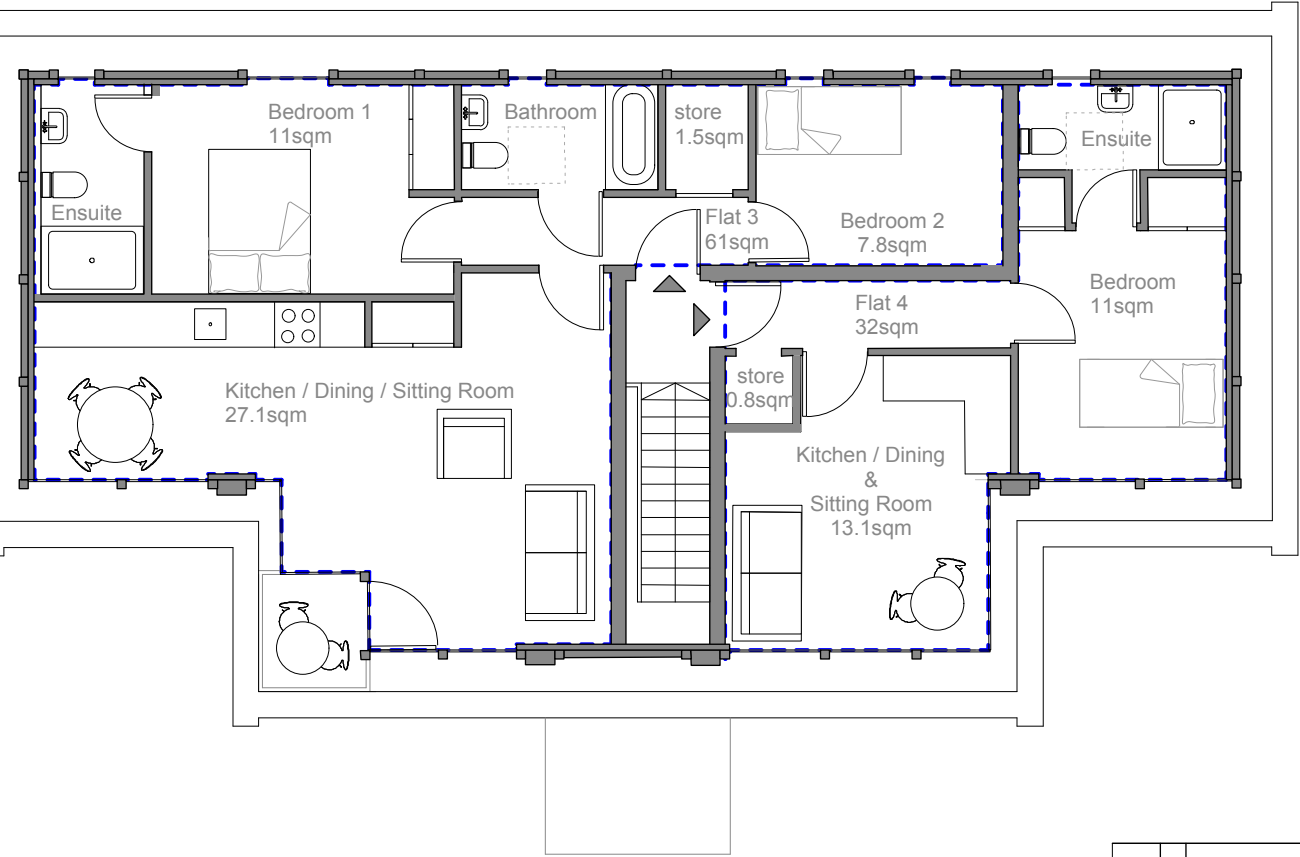 Bedroom 1
11sqm
Bathroom
store
1.5sqm
Ensuite
Ensuite
Flat 3
61sqm
Bedroom 2
7.8sqm
Bedroom
11sqm
Flat 4
32sqm
Kitchen / Dining / Sitting Room
27.1sqm
store
0.8sqm
Kitchen / Dining
&
Sitting Room
13.1sqm